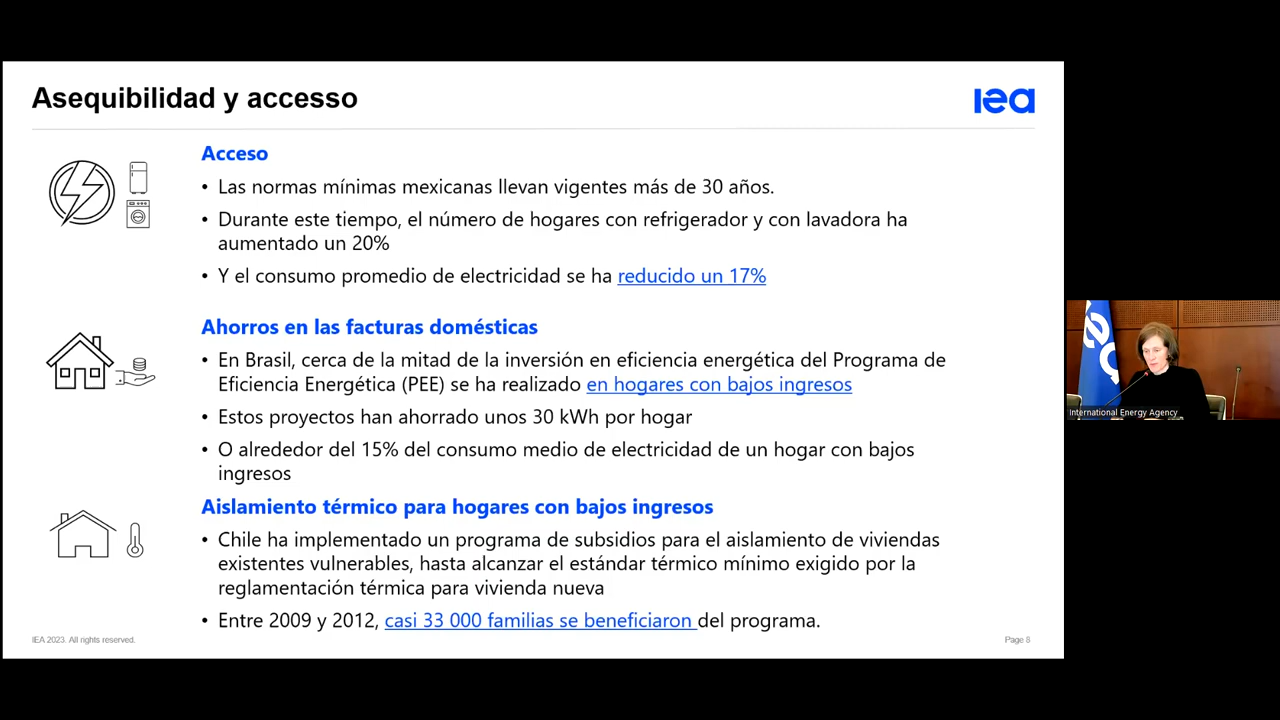 Asequibilidad y accesso
iea
Acceso
• Las normas mínimas mexicanas llevan vigentes más de 30 años.
• Durante este tiempo, el número de hogares con refrigerador y con lavadora ha
aumentado un 20%
• Y el consumo promedio de electricidad se ha reducido un 17%
Ahorros en las facturas domésticas
• En Brasil, cerca de la mitad de la inversión en eficiencia energética del Programa de
Eficiencia Energética (PEE) se ha realizado en hogares con bajos ingresos
• Estos proyectos han ahorrado unos 30 kWh por hogar
• O alrededor del 15% del consumo medio de electricidad de un hogar con bajos
ingresos
Aislamiento térmico para hogares con bajos ingresos
• Chile ha implementado un programa de subsidios para el aislamiento de viviendas
existentes vulnerables, hasta alcanzar el estándar térmico mínimo exigido por la
reglamentación térmica para vivienda nueva
• Entre 2009 y 2012, casi 33 000 familias se beneficiaron del programa.
IEA 2023. All rights reserved.
Page 8
iea
International Energy Agency